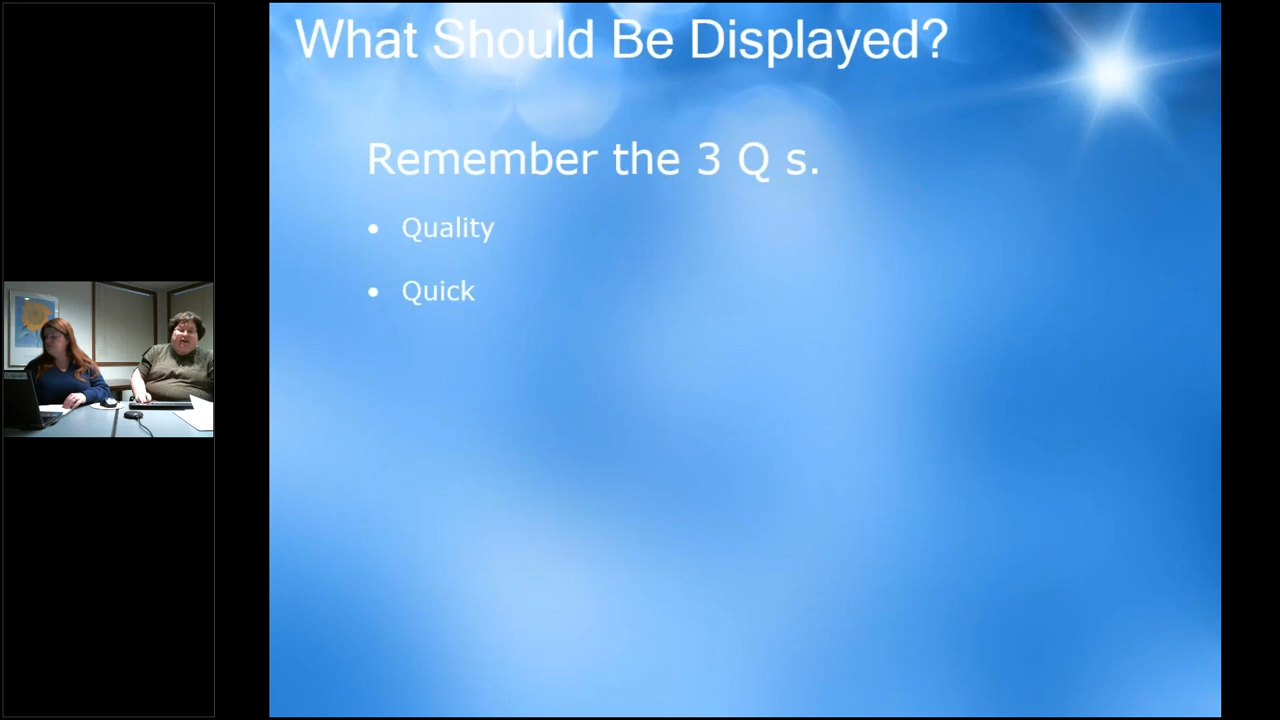 What Should Be Displayed?
Remember the 3 Q s.
• Quality
• Quick